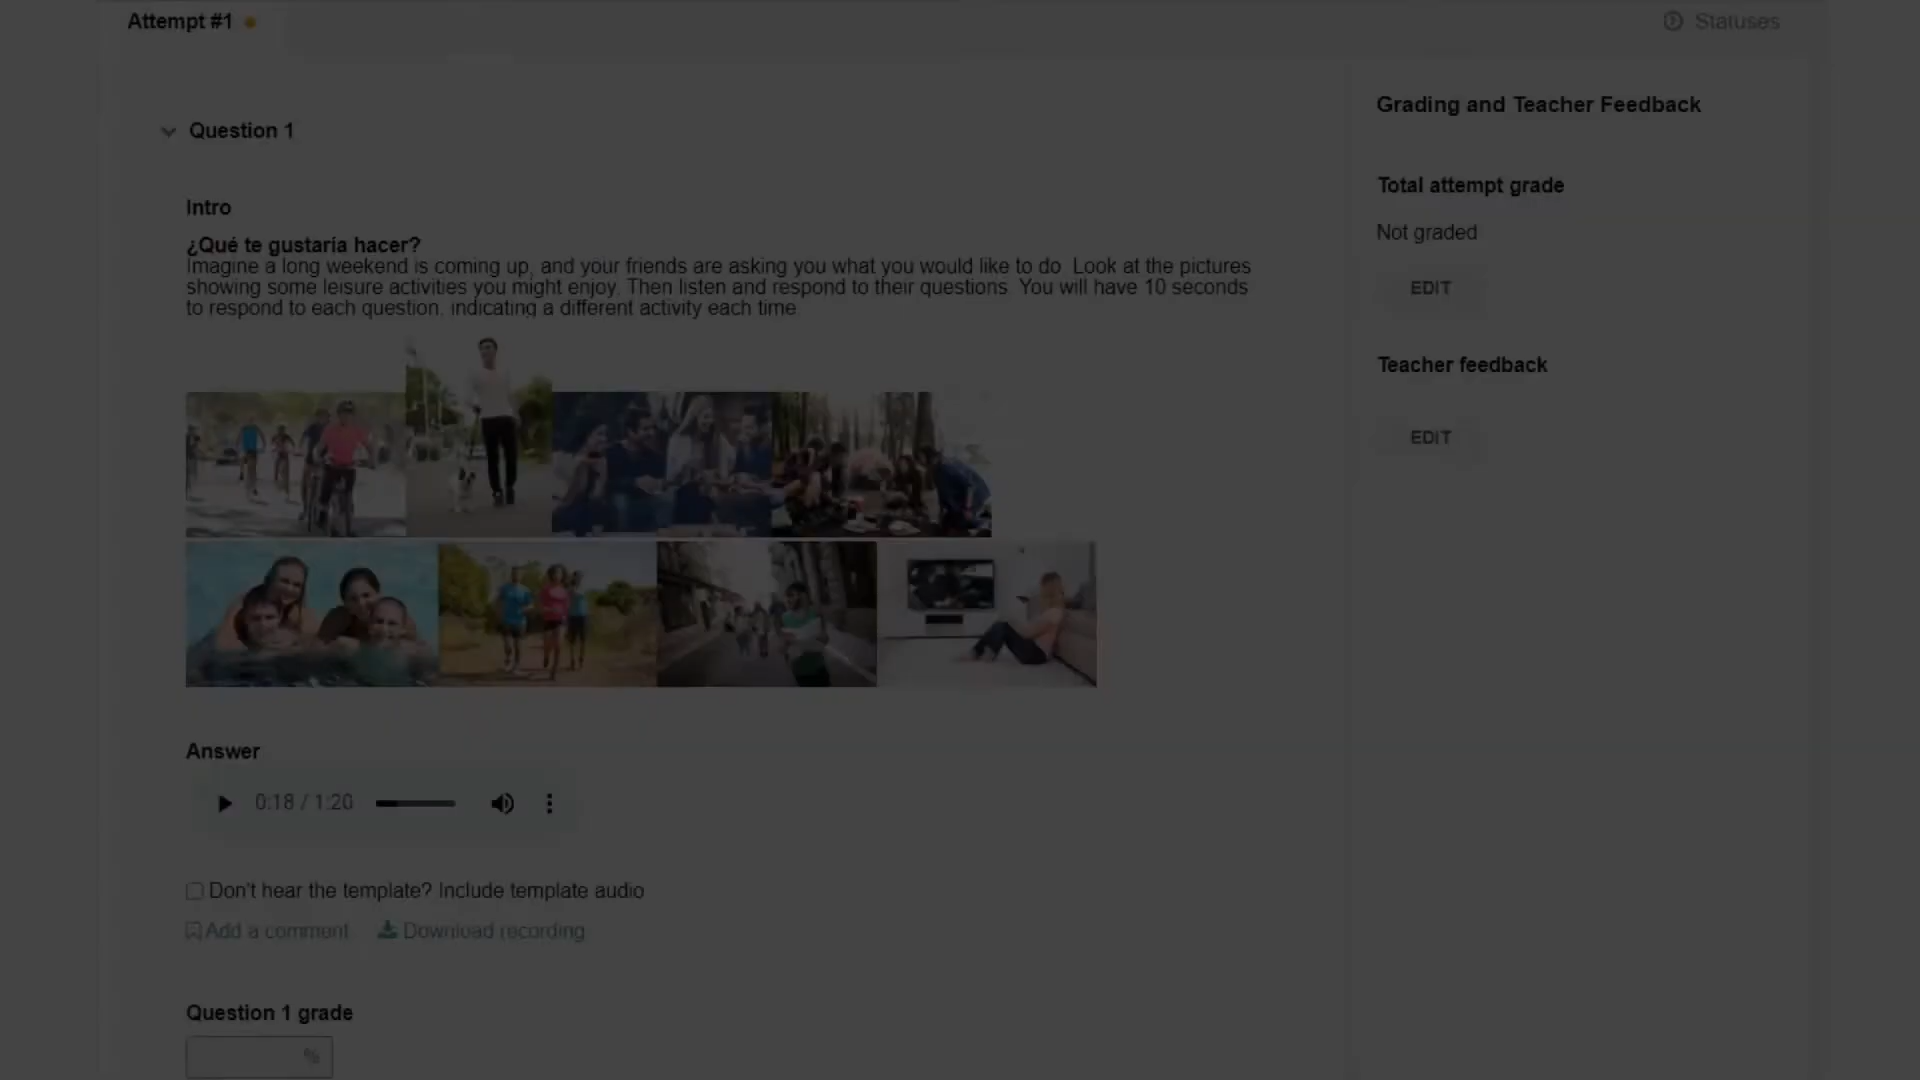 Attempt #1
Statuses
Question 1
Intro
¿Qué te gustaría hacer?
Imagine a long weekend is coming up, and your friends are asking you what you would like to do. Look at the pictures
showing some leisure activities you might enjoy. Then listen and respond to their questions. You will have 10 seconds
to respond to each question, indicating a different activity each time.
Answer
0:18 / 1:20
Don't hear the template? Include template audio
Add a comment
Download recording
Question 1 grade
%
Grading and Teacher Feedback
Total attempt grade
Not graded
EDIT
Teacher feedback
EDIT